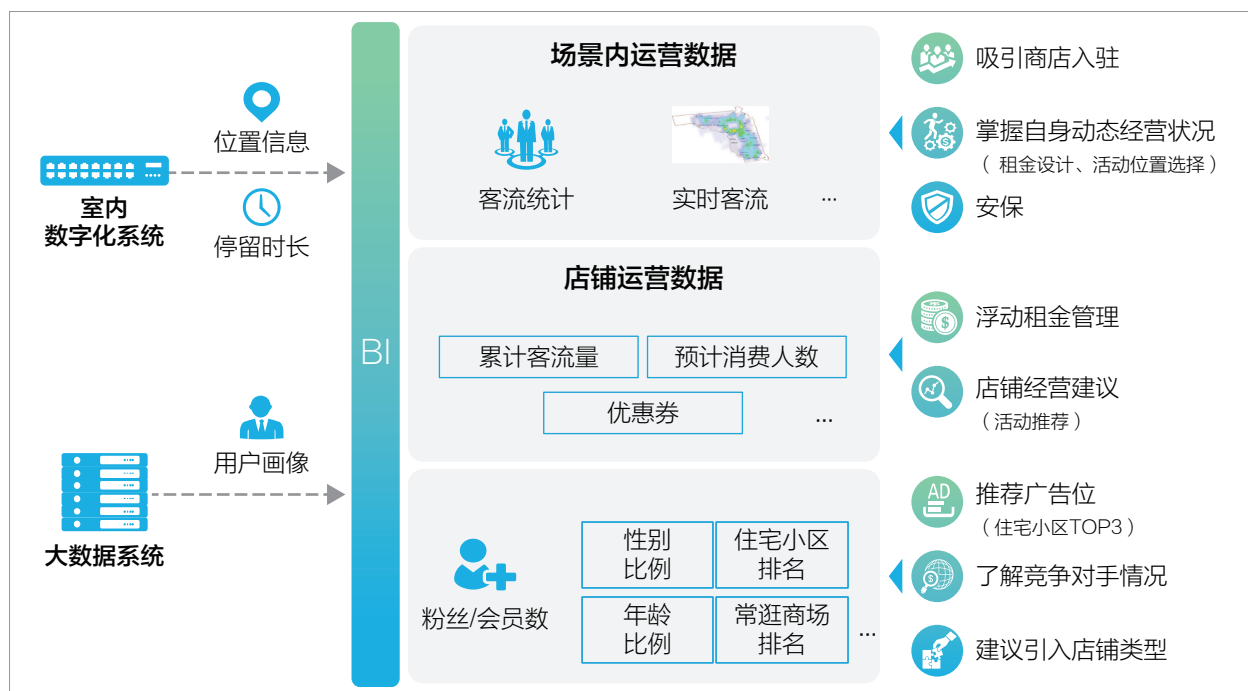 位置信息
室内
数字化系统
停留时长
用户画像
大数据系统
BI
场景内运营数据
客流统计
实时客流
...
店铺运营数据
累计客流量
预计消费人数
优惠券
...
粉丝/会员数
性别
比例
住宅小区
排名
年龄
比例
常逛商场
排名
...
吸引商店入驻
掌握自身动态经营状况
（ 租金设计、活动位置选择）
安保
浮动租金管理
店铺经营建议
（活动推荐）
AD
推荐广告位
（住宅小区TOP3）
了解竞争对手情况
建议引入店铺类型